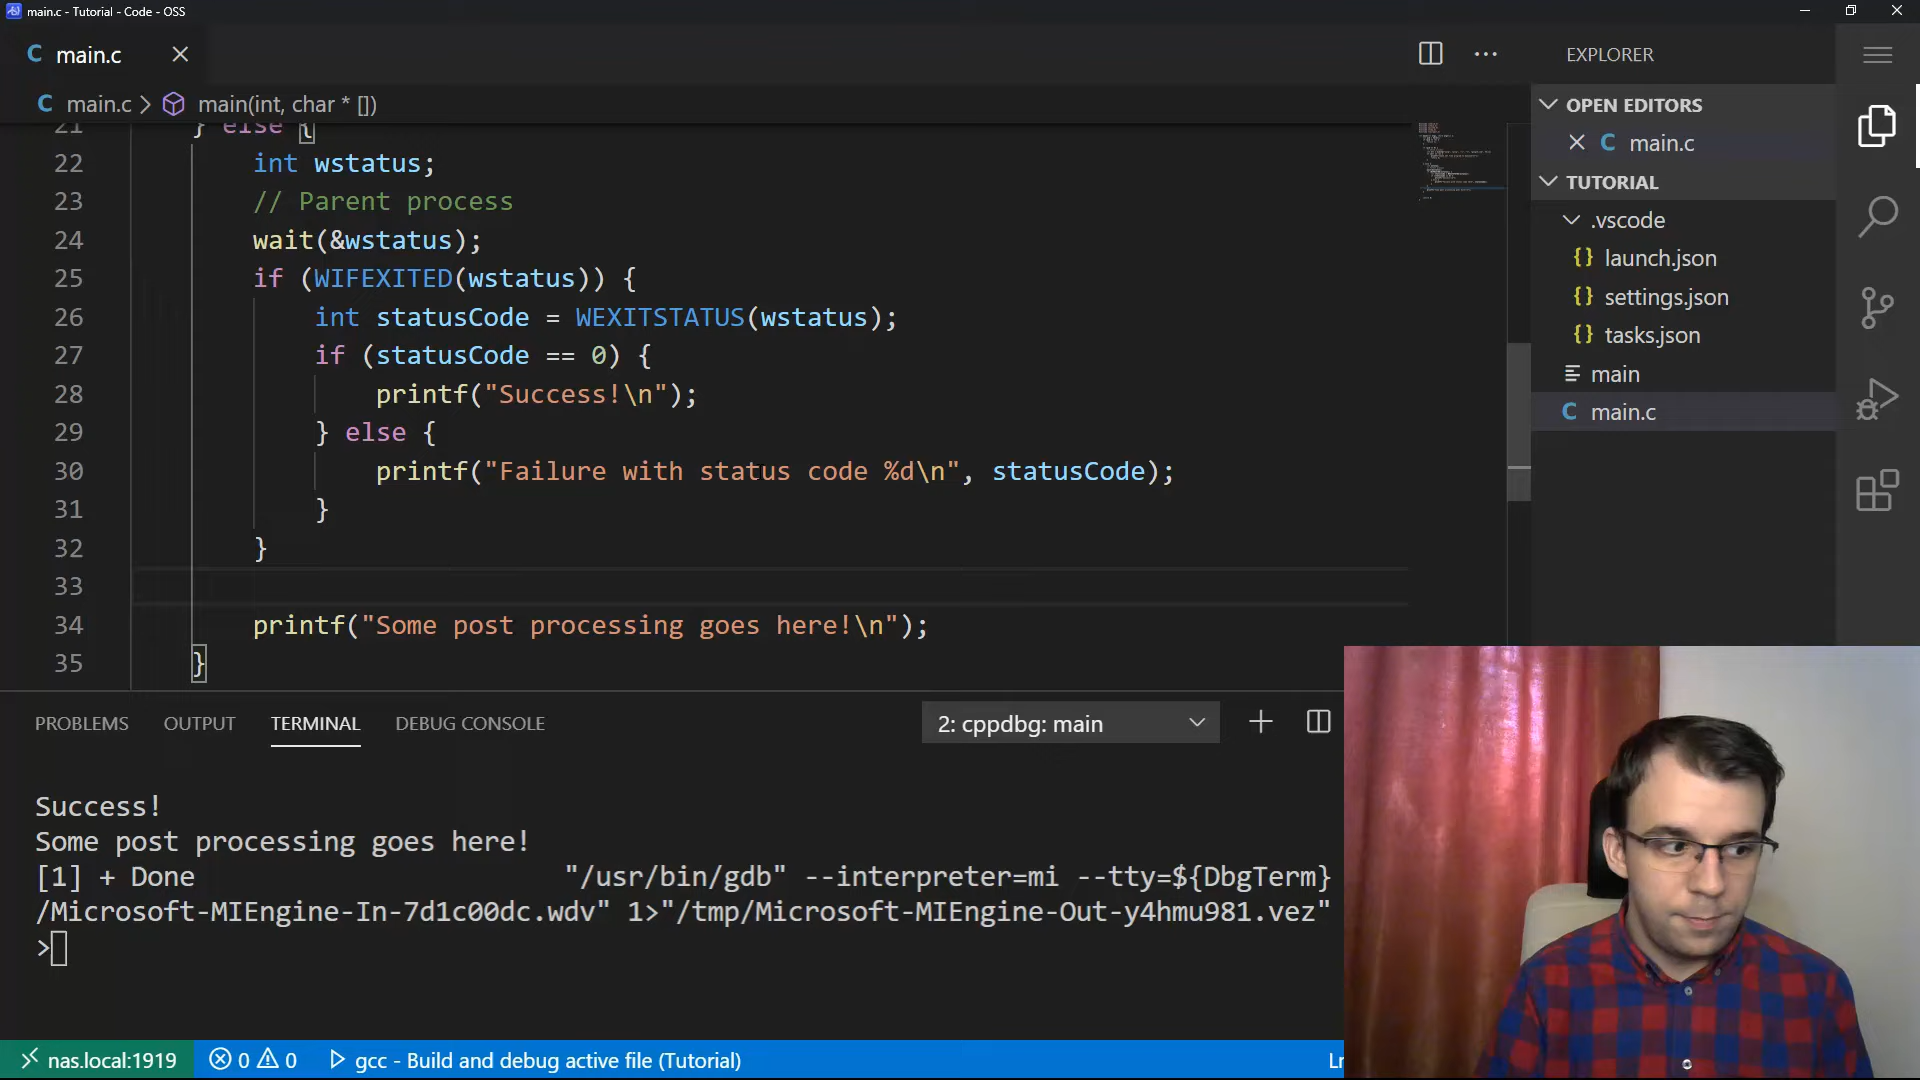 main.c - Tutorial - Code - OSS
C main.c
EXPLORER
C main.c > main(int, char * [])
OPEN EDITORS
C main.c
TUTORIAL
.vscode
{} launch.json
{} settings.json
{} tasks.json
main
C main.c
21 } else {
22 int wstatus;
23 // Parent process
24 wait(&wstatus);
25 if (WIFEXITED(wstatus)) {
26 int statusCode = WEXITSTATUS(wstatus);
27 if (statusCode == 0) {
28 printf("Success!\n");
29 } else {
30 printf("Failure with status code %d\n", statusCode);
31 }
32 }
33
34 printf("Some post processing goes here!\n");
35 }
PROBLEMS OUTPUT TERMINAL DEBUG CONSOLE 2: cppdbg: main
Success!
Some post processing goes here!
[1] + Done "/usr/bin/gdb" --interpreter=mi --tty=${DbgTerm}
/Microsoft-MIEngine-In-7d1c00dc.wdv" 1>"/tmp/Microsoft-MIEngine-Out-y4hmu981.vez"
>
nas.local:1919 0 0 gcc - Build and debug active file (Tutorial)